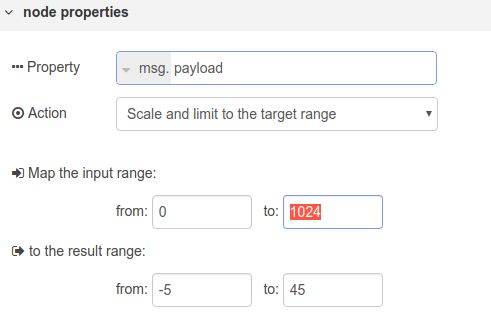 node properties
Property msg. payload
Action Scale and limit to the target range
Map the input range:
from: 0 to: 1024
to the result range:
from: -5 to: 45